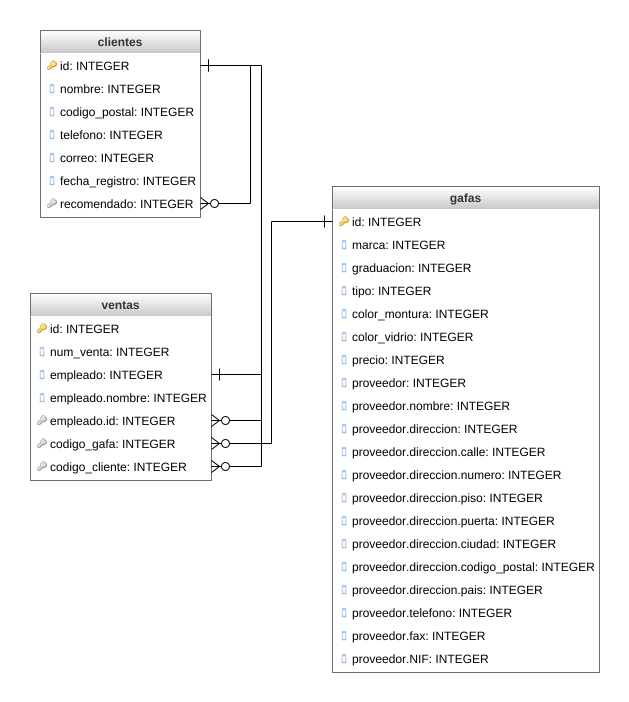 clientes
id: INTEGER
nombre: INTEGER
codigo_postal: INTEGER
telefono: INTEGER
correo: INTEGER
fecha_registro: INTEGER
recomendado: INTEGER
ventas
id: INTEGER
num_venta: INTEGER
empleado: INTEGER
empleado.nombre: INTEGER
empleado.id: INTEGER
codigo_gafa: INTEGER
codigo_cliente: INTEGER
gafas
id: INTEGER
marca: INTEGER
graduacion: INTEGER
tipo: INTEGER
color_montura: INTEGER
color_vidrio: INTEGER
precio: INTEGER
proveedor: INTEGER
proveedor.nombre: INTEGER
proveedor.direccion: INTEGER
proveedor.direccion.calle: INTEGER
proveedor.direccion.numero: INTEGER
proveedor.direccion.piso: INTEGER
proveedor.direccion.puerta: INTEGER
proveedor.direccion.ciudad: INTEGER
proveedor.direccion.codigo_postal: INTEGER
proveedor.direccion.pais: INTEGER
proveedor.telefono: INTEGER
proveedor.fax: INTEGER
proveedor.NIF: INTEGER